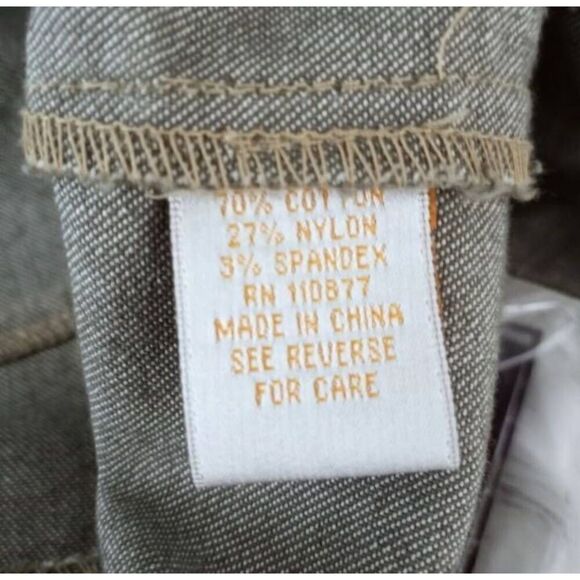 70% COTTON
27% NYLON
3% SPANDEX
RN 110877
MADE IN CHINA
SEE REVERSE
FOR CARE